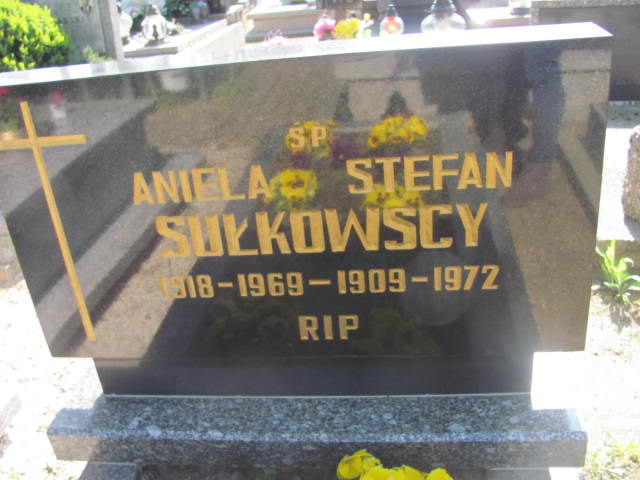 ŚP
ANIELA STEFAN
SUŁKOWSCY
1918-1969-1909-1972
RIP